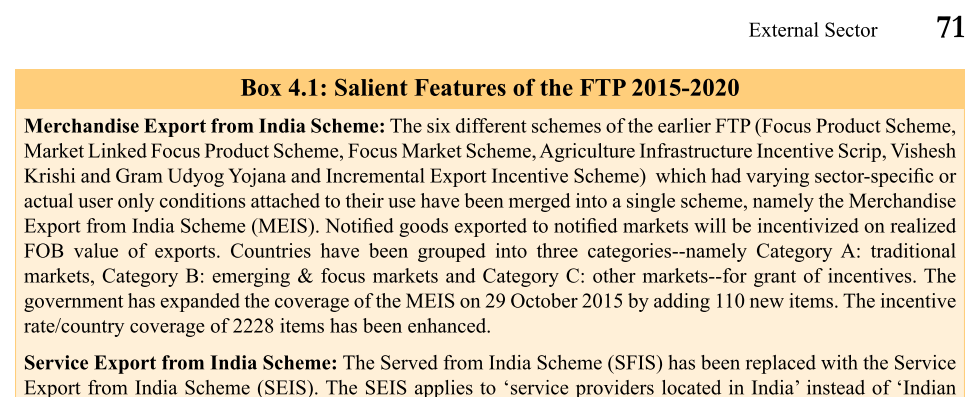 External Sector 71
Box 4.1: Salient Features of the FTP 2015-2020
Merchandise Export from India Scheme: The six different schemes of the earlier FTP (Focus Product Scheme,
Market Linked Focus Product Scheme, Focus Market Scheme, Agriculture Infrastructure Incentive Scrip, Vishesh
Krishi and Gram Udyog Yojana and Incremental Export Incentive Scheme) which had varying sector-specific or
actual user only conditions attached to their use have been merged into a single scheme, namely the Merchandise
Export from India Scheme (MEIS). Notified goods exported to notified markets will be incentivized on realized
FOB value of exports. Countries have been grouped into three categories--namely Category A: traditional
markets, Category B: emerging & focus markets and Category C: other markets--for grant of incentives. The
government has expanded the coverage of the MEIS on 29 October 2015 by adding 110 new items. The incentive
rate/country coverage of 2228 items has been enhanced.
Service Export from India Scheme: The Served from India Scheme (SFIS) has been replaced with the Service
Export from India Scheme (SEIS). The SEIS applies to ‘service providers located in India’ instead of ‘Indian